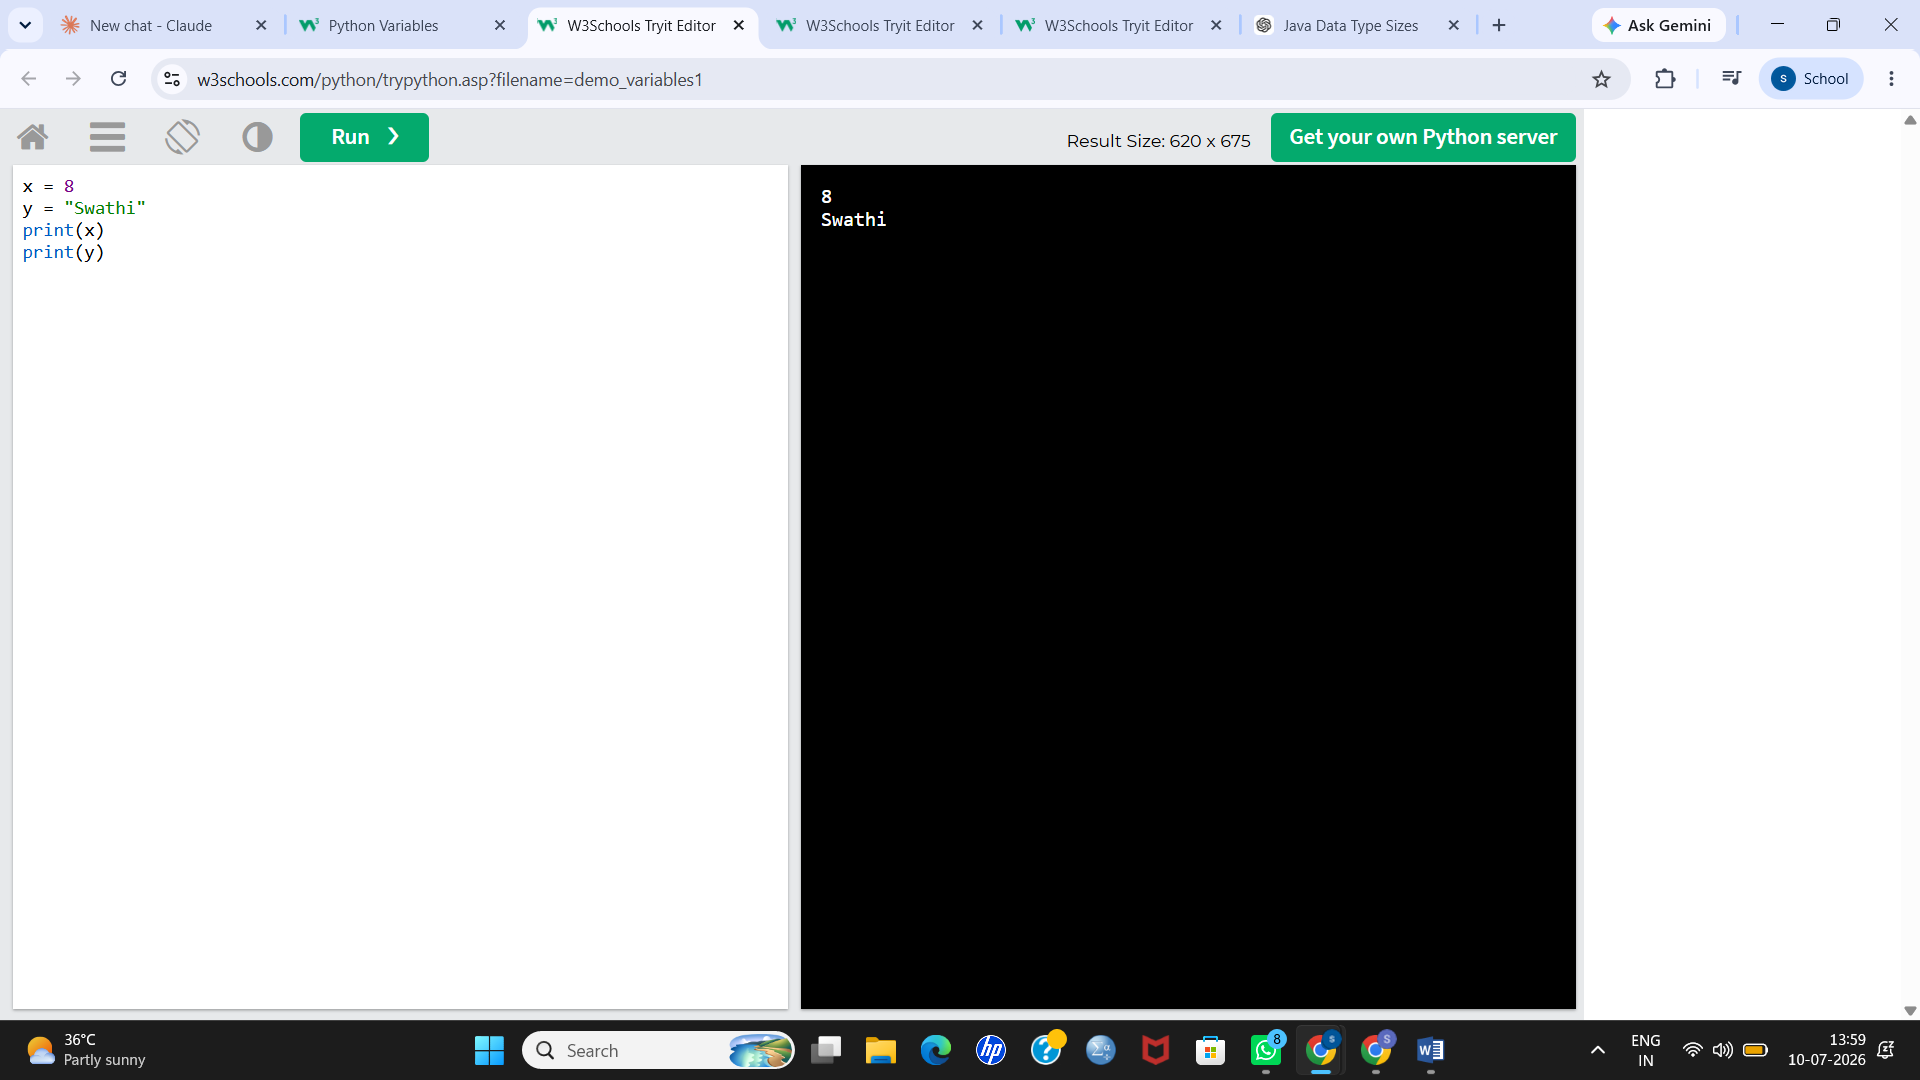 New chat - Claude
Python Variables
W3Schools Tryit Editor
W3Schools Tryit Editor
W3Schools Tryit Editor
Java Data Type Sizes
Ask Gemini
w3schools.com/python/trypython.asp?filename=demo_variables1
S
School
Run ❯
Result Size: 620 x 675
Get your own Python server
x = 8
y = "Swathi"
print(x)
print(y)
8
Swathi
36°C
Partly sunny
Search
hp
8
ENG
IN
13:59
10-07-2026